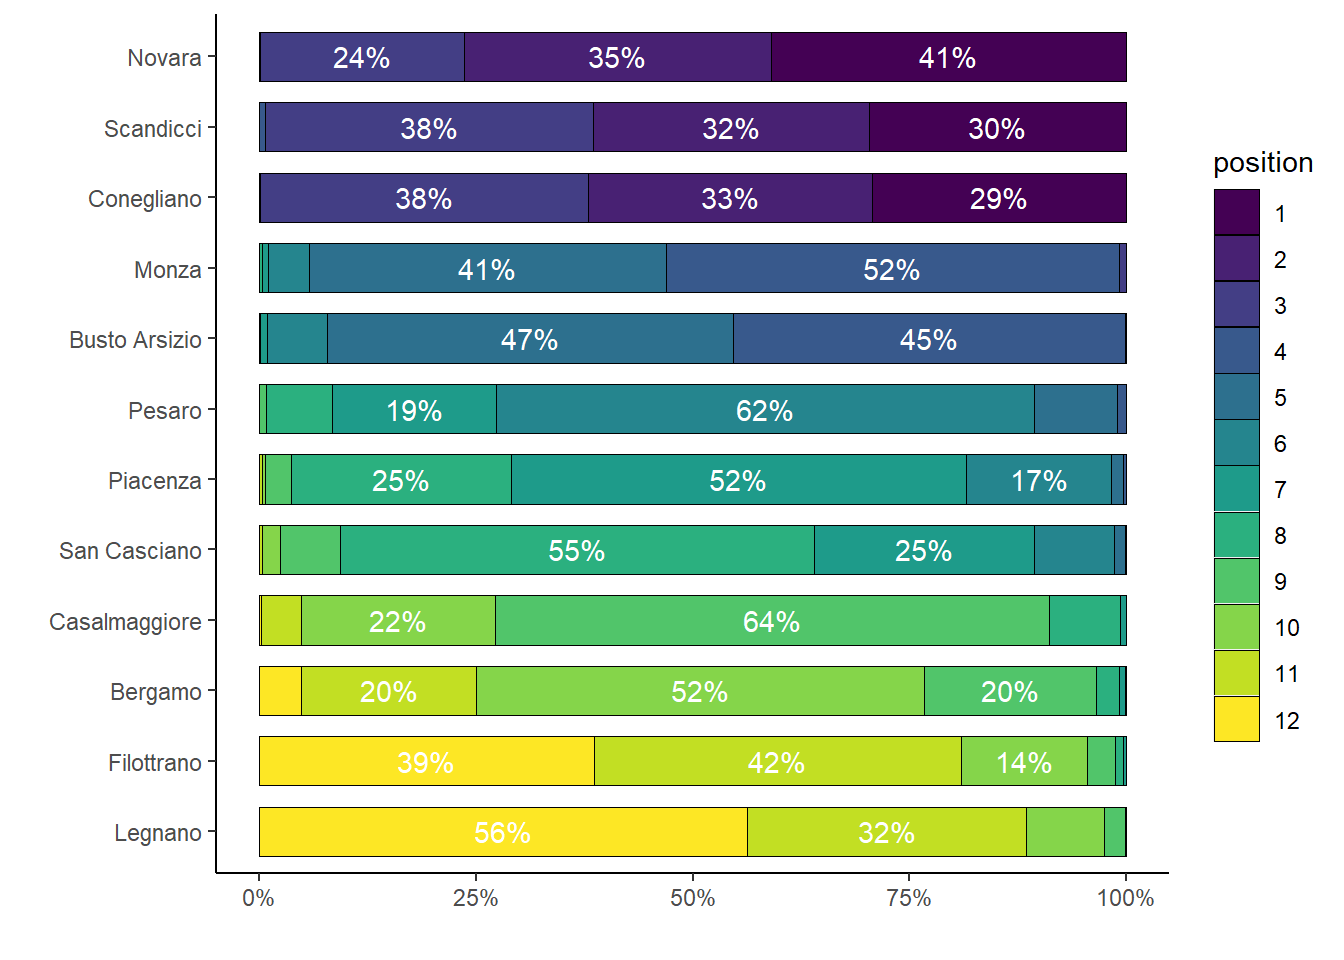 Novara 24% 35% 41%
Scandicci 38% 32% 30%
Conegliano 38% 33% 29%
Monza 41% 52%
Busto Arsizio 47% 45%
Pesaro 19% 62%
Piacenza 25% 52% 17%
San Casciano 55% 25%
Casalmaggiore 22% 64%
Bergamo 20% 52% 20%
Filottrano 39% 42% 14%
Legnano 56% 32%
0% 25% 50% 75% 100%
position
1
2
3
4
5
6
7
8
9
10
11
12